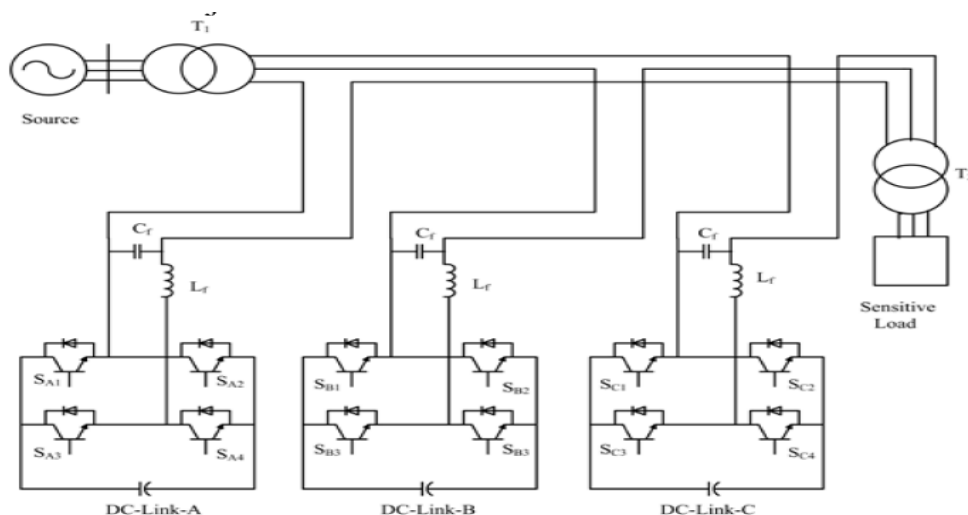 T1
Source
Cf
Cf
Cf
Lf
Lf
Lf
Sensitive
Load
SA1
SA2
SB1
SB2
SC1
SC2
SA3
SA4
SB3
SB3
SC3
SC4
DC-Link-A
DC-Link-B
DC-Link-C